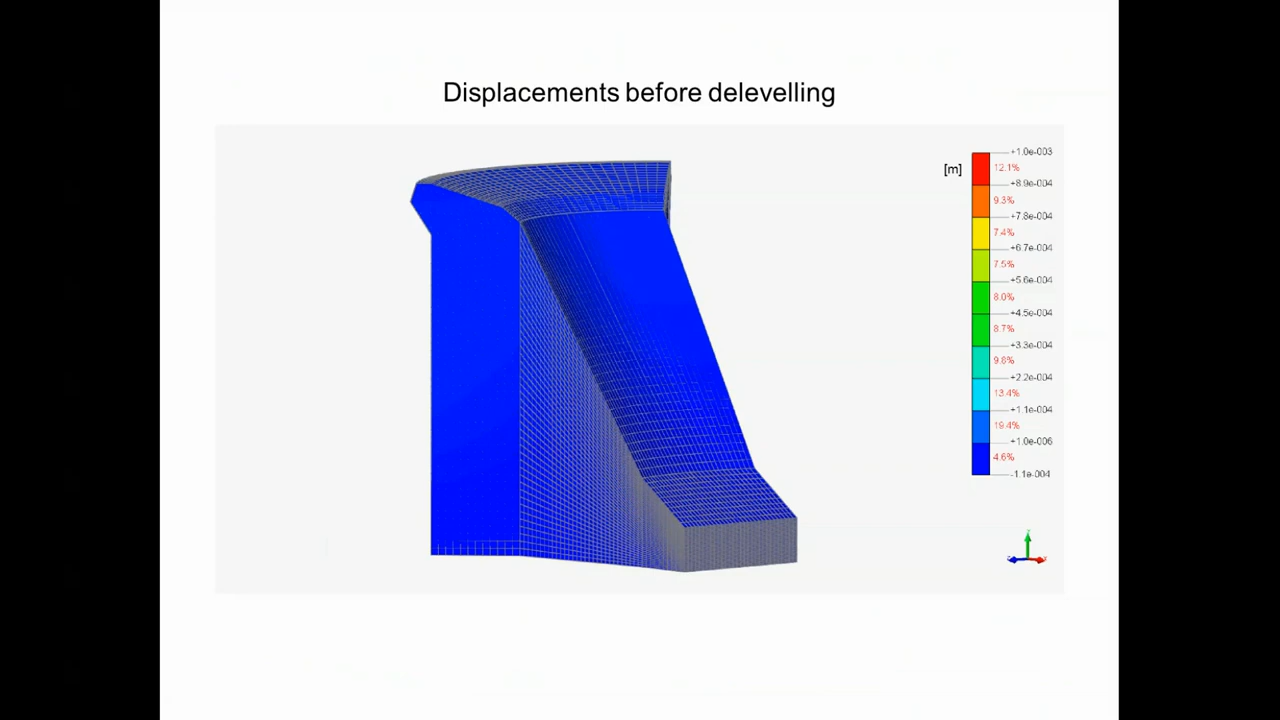 Displacements before delevelling
[m]
+1.0e-003
12.1%
+8.9e-004
9.3%
+7.8e-004
7.4%
+6.7e-004
7.5%
+5.6e-004
8.0%
+4.5e-004
8.7%
+3.3e-004
9.8%
+2.2e-004
13.4%
+1.1e-004
19.4%
+1.0e-006
4.6%
-1.1e-004